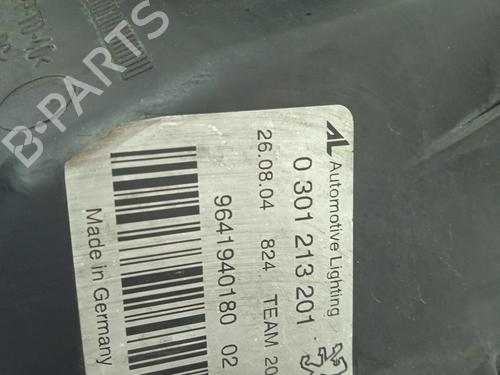 AL Automotive Lighting
0 301 213 201
26.08.04 824 TEAM 20
9641940180 02
Made in Germany
B-PARTS